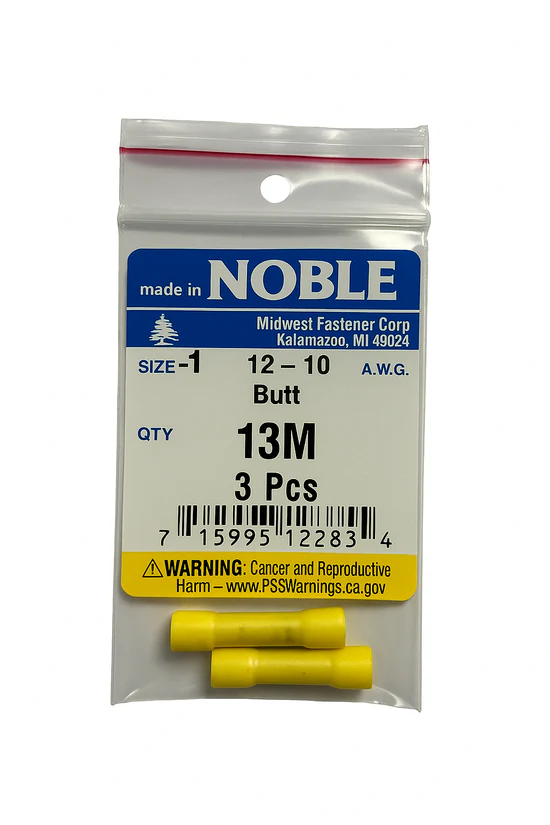 made in NOBLE
Midwest Fastener Corp
Kalamazoo, MI 49024
SIZE -1 12 – 10 A.W.G.
Butt
QTY 13M
3 Pcs
7 15995 12283 4
⚠WARNING: Cancer and Reproductive
Harm – www.PSSWarnings.ca.gov